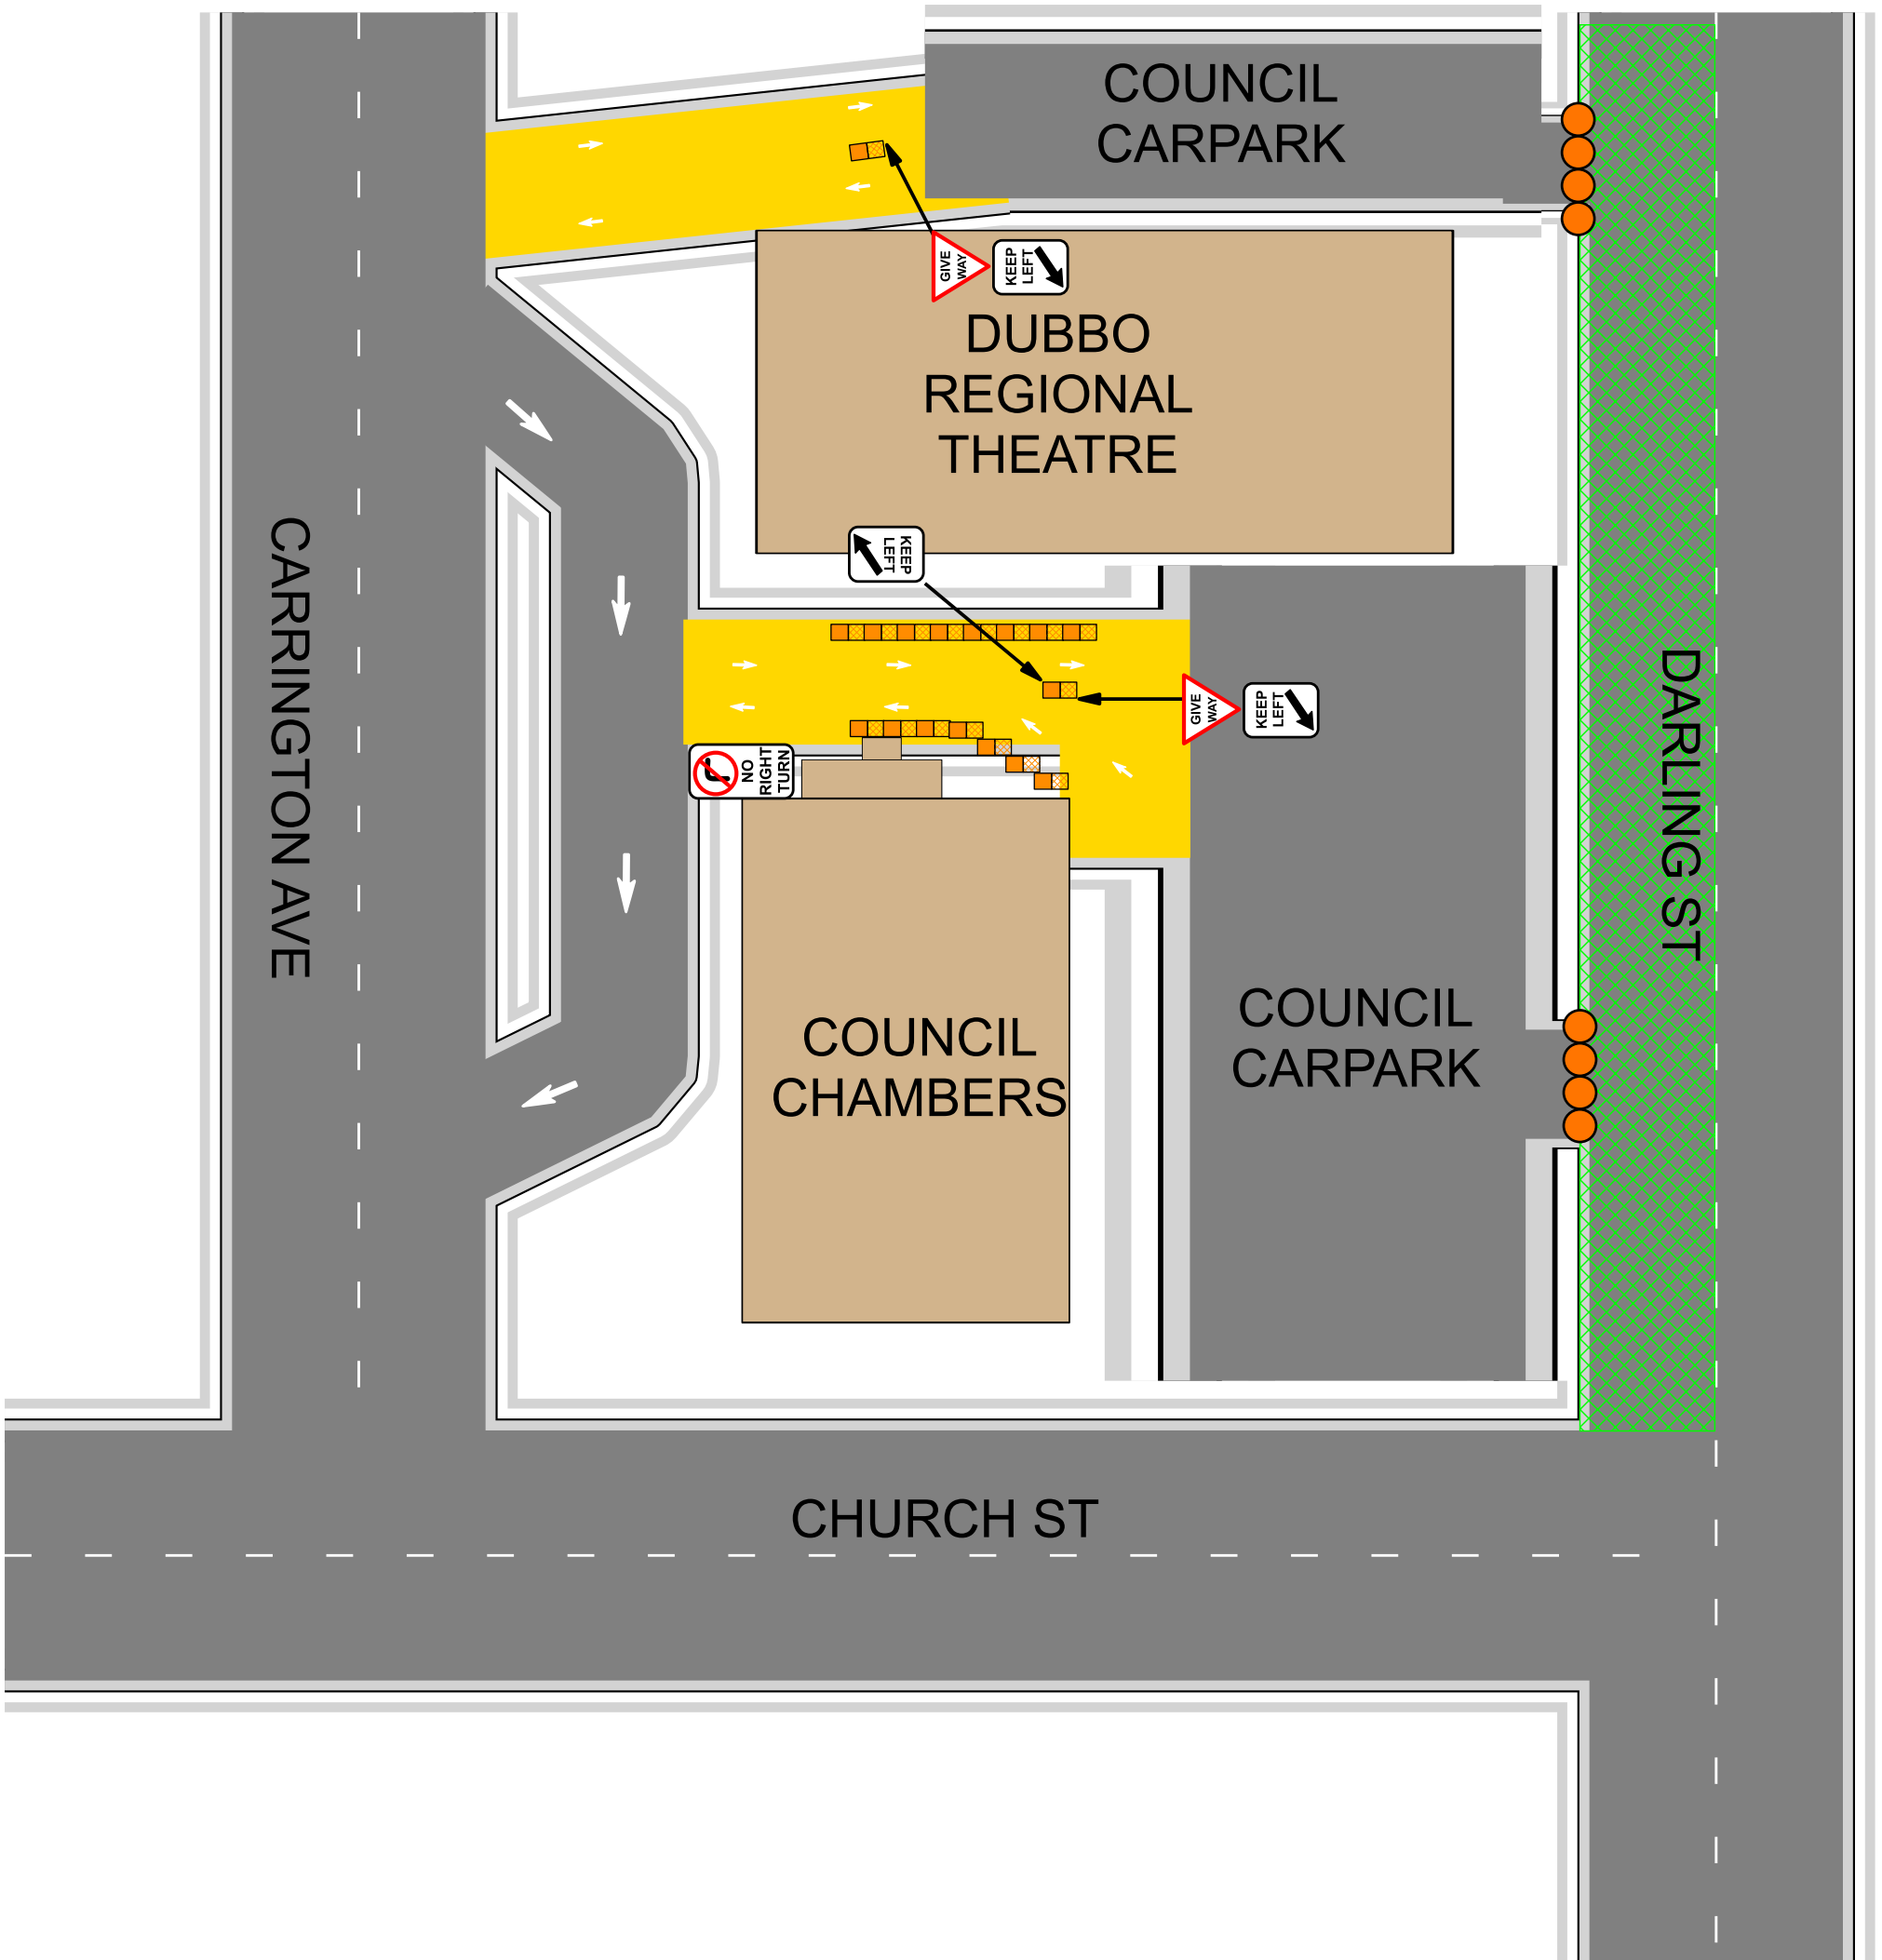 COUNCIL
CARPARK
GIVE
WAY
KEEP
LEFT
DUBBO
REGIONAL
THEATRE
KEEP
LEFT
CARRINGTON AVE
DARLING ST
GIVE
WAY
KEEP
LEFT
NO
RIGHT
TURN
COUNCIL
CARPARK
COUNCIL
CHAMBERS
CHURCH ST